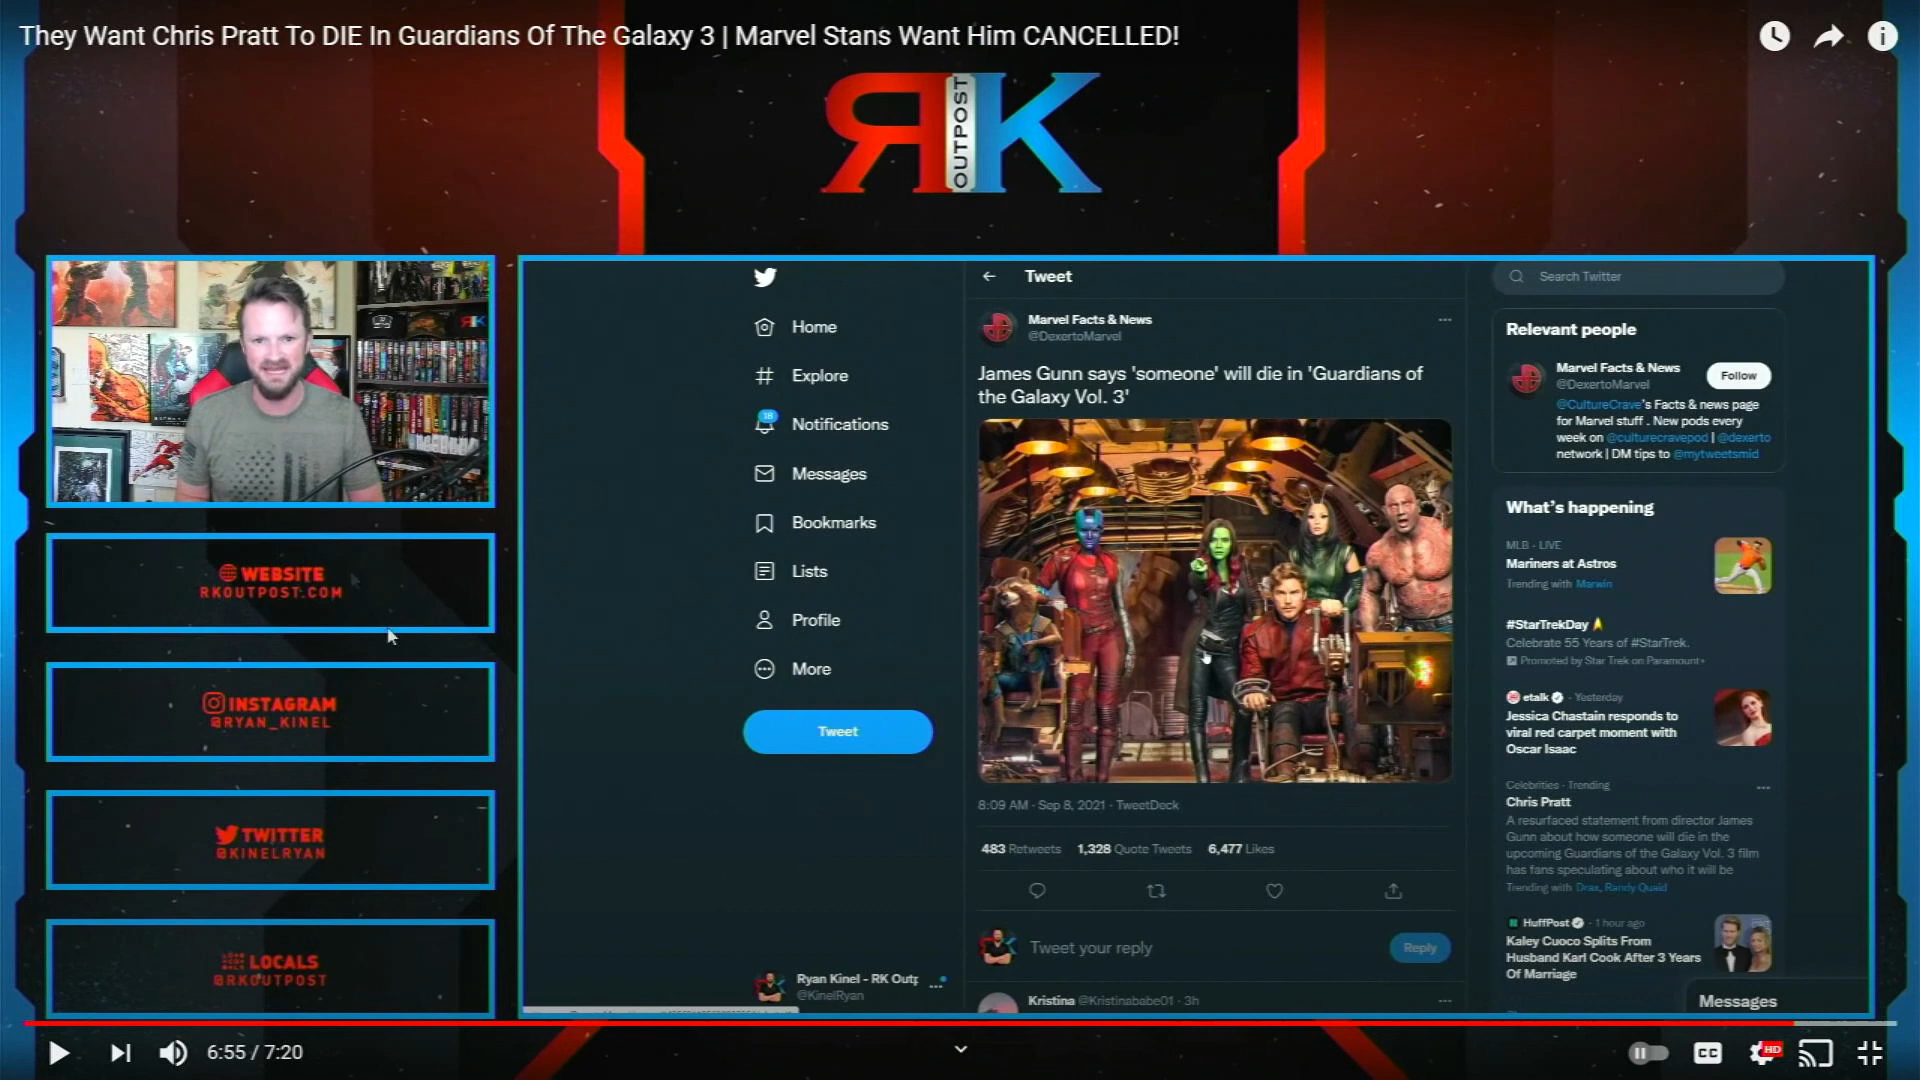 They Want Chris Pratt To DIE In Guardians Of The Galaxy 3 | Marvel Stans Want Him CANCELLED!
RK
OUTPOST
WEBSITE
RKOUTPOST.COM
INSTAGRAM
@RYAN_KINEL
TWITTER
@KINELRYAN
LOCALS
@RKOUTPOST
Home
Explore
18
Notifications
Messages
Bookmarks
Lists
Profile
More
Tweet
Ryan Kinel - RK Outp
@KinelRyan
Tweet
Marvel Facts & News
@DexertoMarvel
James Gunn says 'someone' will die in 'Guardians of
the Galaxy Vol. 3'
8:09 AM · Sep 8, 2021 · TweetDeck
483 Retweets 1,328 Quote Tweets 6,477 Likes
Tweet your reply
Reply
Kristina @Kristinababe01 · 3h
Search Twitter
Relevant people
Marvel Facts & News
@DexertoMarvel
Follow
@CultureCrave's Facts & news page
for Marvel stuff . New pods every
week on @culturecravepod | @dexerto
network | DM tips to @mytweetsmid
What's happening
MLB · LIVE
Mariners at Astros
Trending with Marwin
#StarTrekDay
Celebrate 55 Years of #StarTrek.
Promoted by Star Trek on Paramount+
etalk · Yesterday
Jessica Chastain responds to
viral red carpet moment with
Oscar Isaac
Celebrities · Trending
Chris Pratt
A resurfaced statement from director James
Gunn about how someone will die in the
upcoming Guardians of the Galaxy Vol. 3 film
has fans speculating about who it will be
Trending with Drax, Randy Quaid
HuffPost · 1 hour ago
Kaley Cuoco Splits From
Husband Karl Cook After 3 Years
Of Marriage
Messages
6:55 / 7:20
CC
HD